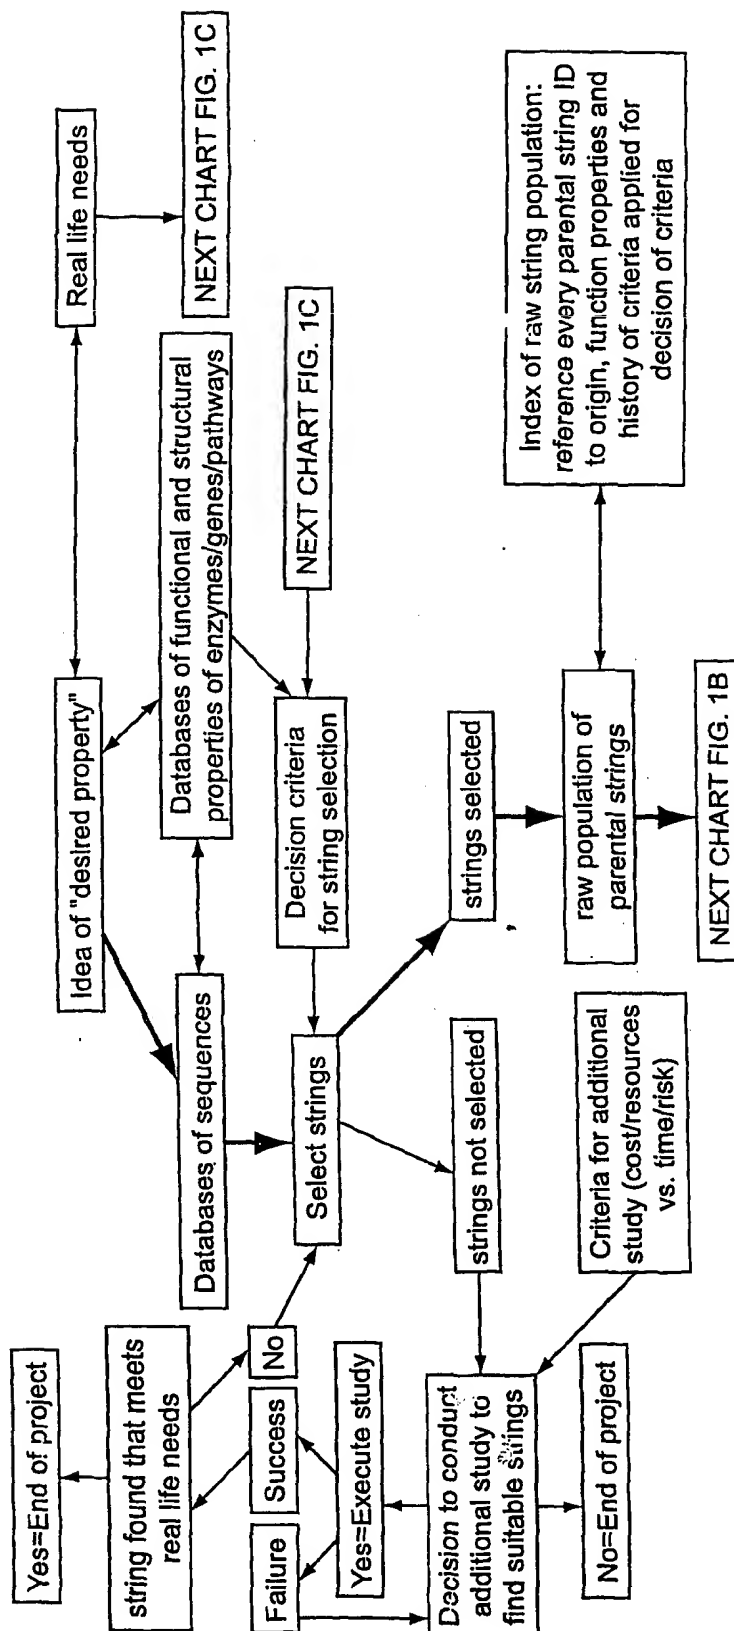 Yes=End of project
string found that meets
real life needs
Failure
Success
No
Yes=Execute study
Decision to conduct
additional study to
find suitable strings
No=End of project
Idea of "desired property"
Real life needs
NEXT CHART FIG. 1C
Databases of sequences
Databases of functional and structural
properties of enzymes/genes/pathways
Select strings
Decision criteria
for string selection
NEXT CHART FIG. 1C
strings not selected
strings selected
Criteria for additional
study (cost/resources
vs. time/risk)
raw population of
parental strings
Index of raw string population:
reference every parental string ID
to origin, function properties and
history of criteria applied for
decision of criteria
NEXT CHART FIG. 1B